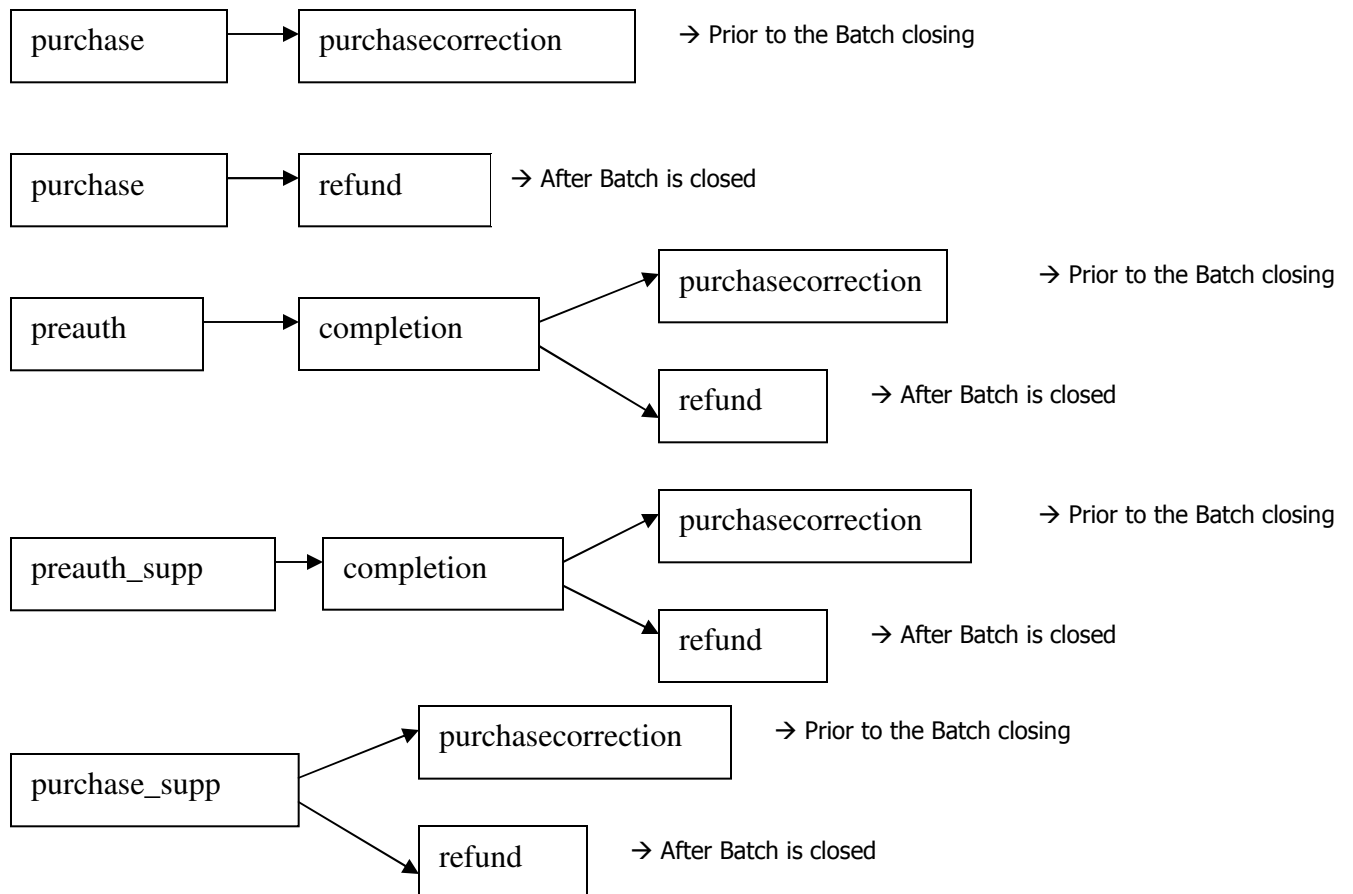 purchase purchasecorrection → Prior to the Batch closing
purchase refund → After Batch is closed
purchasecorrection → Prior to the Batch closing
preauth completion
refund → After Batch is closed
purchasecorrection → Prior to the Batch closing
preauth_supp completion
refund → After Batch is closed
purchasecorrection → Prior to the Batch closing
purchase_supp
refund → After Batch is closed